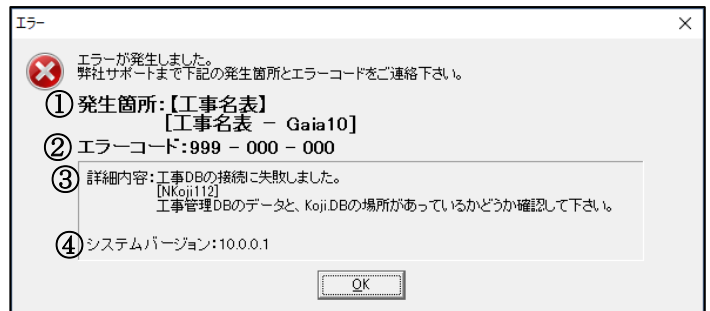 エラー
エラーが発生しました。
弊社サポートまで下記の発生箇所とエラーコードをご連絡下さい。
①発生箇所:【工事名表】
[工事名表 － Gaia10]
②エラーコード:999 － 000 － 000
③詳細内容:工事DBの接続に失敗しました。
[NKoji112]
工事管理DBのデータと、Koji.DBの場所があっているかどうか確認して下さい。
④システムバージョン:10.0.0.1
OK